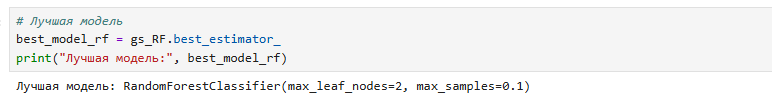 # Лучшая модель
best_model_rf = gs_RF.best_estimator_
print("Лучшая модель:", best_model_rf)
Лучшая модель: RandomForestClassifier(max_leaf_nodes=2, max_samples=0.1)